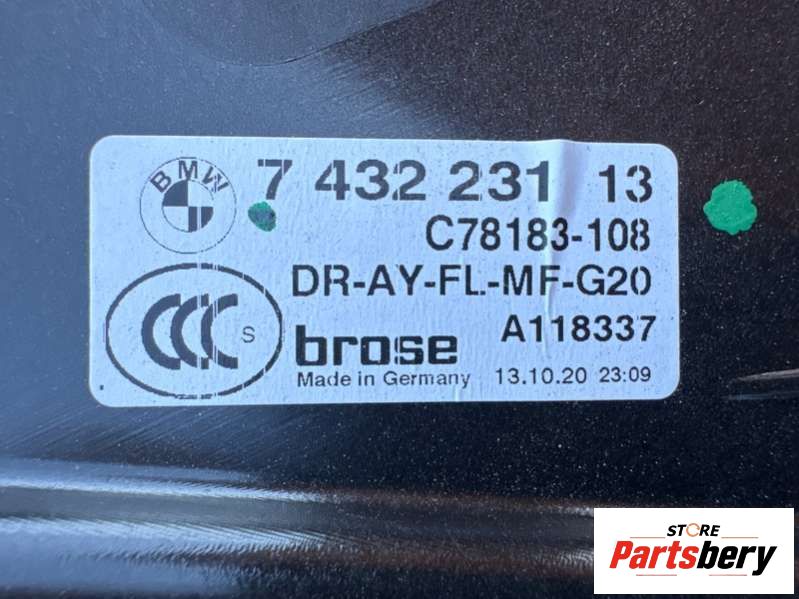 BMW
7 432 231 13
C78183-108
DR-AY-FL-MF-G20
CCC S
A118337
brose
Made in Germany 13.10.20 23:09
STORE
Partsbery